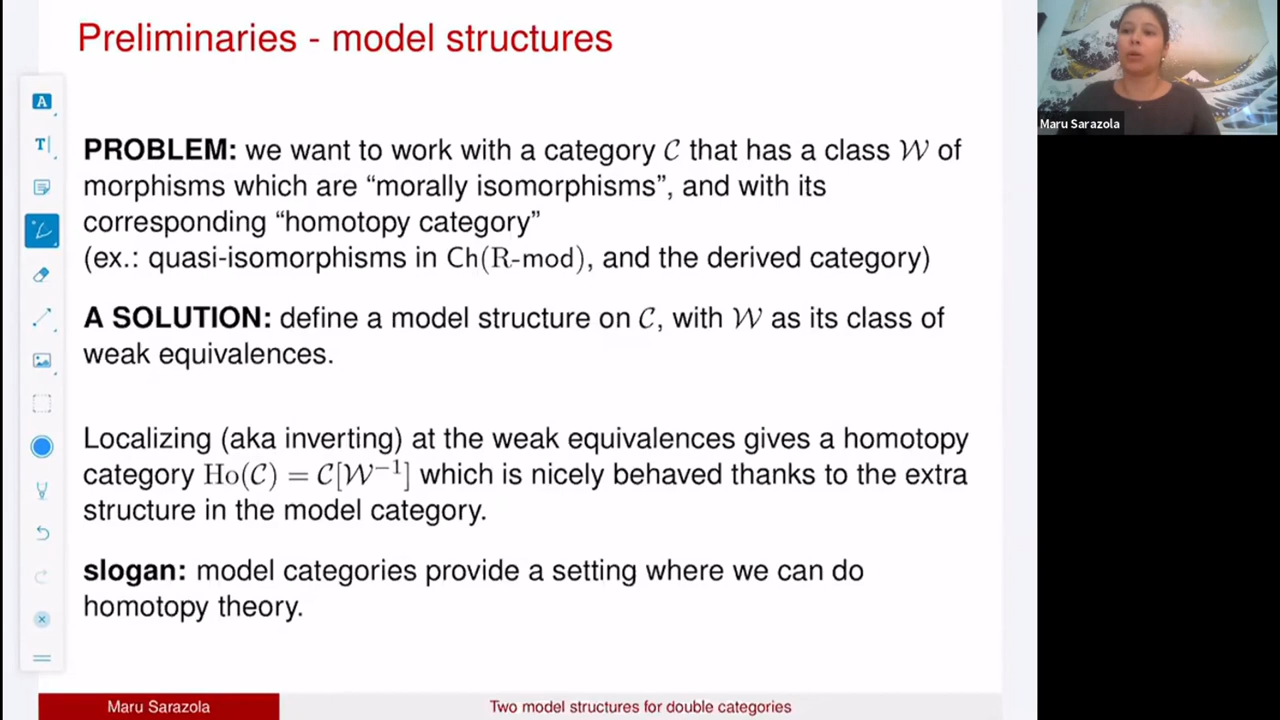 Preliminaries - model structures
PROBLEM: we want to work with a category 𝒞 that has a class 𝒲 of
morphisms which are “morally isomorphisms”, and with its
corresponding “homotopy category”
(ex.: quasi-isomorphisms in Ch(R-mod), and the derived category)
A SOLUTION: define a model structure on 𝒞, with 𝒲 as its class of
weak equivalences.
Localizing (aka inverting) at the weak equivalences gives a homotopy
category Ho(𝒞) = 𝒞[𝒲⁻¹] which is nicely behaved thanks to the extra
structure in the model category.
slogan: model categories provide a setting where we can do
homotopy theory.
Maru Sarazola
Two model structures for double categories
Maru Sarazola
A
T